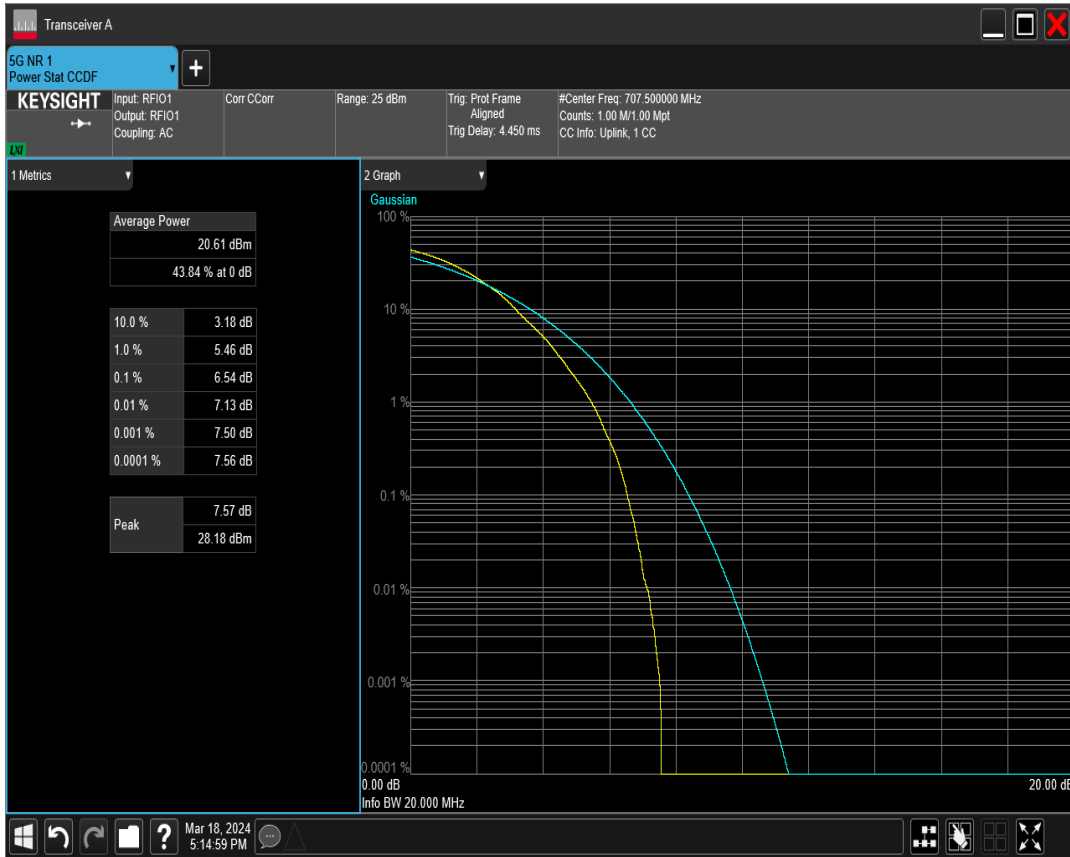 Transceiver A
5G NR 1
Power Stat CCDF
KEYSIGHT
LXI
Input: RFIO1
Output: RFIO1
Coupling: AC
Corr CCorr
Range: 25 dBm
Trig: Prot Frame
Aligned
Trig Delay: 4.450 ms
#Center Freq: 707.500000 MHz
Counts: 1.00 M/1.00 Mpt
CC Info: Uplink, 1 CC
1 Metrics
Average Power
20.61 dBm
43.84 % at 0 dB
10.0 % 3.18 dB
1.0 % 5.46 dB
0.1 % 6.54 dB
0.01 % 7.13 dB
0.001 % 7.50 dB
0.0001 % 7.56 dB
Peak
7.57 dB
28.18 dBm
2 Graph
Gaussian
100 %
10 %
1 %
0.1 %
0.01 %
0.001 %
0.0001 %
0.00 dB
20.00 dB
Info BW 20.000 MHz
?
Mar 18, 2024
5:14:59 PM